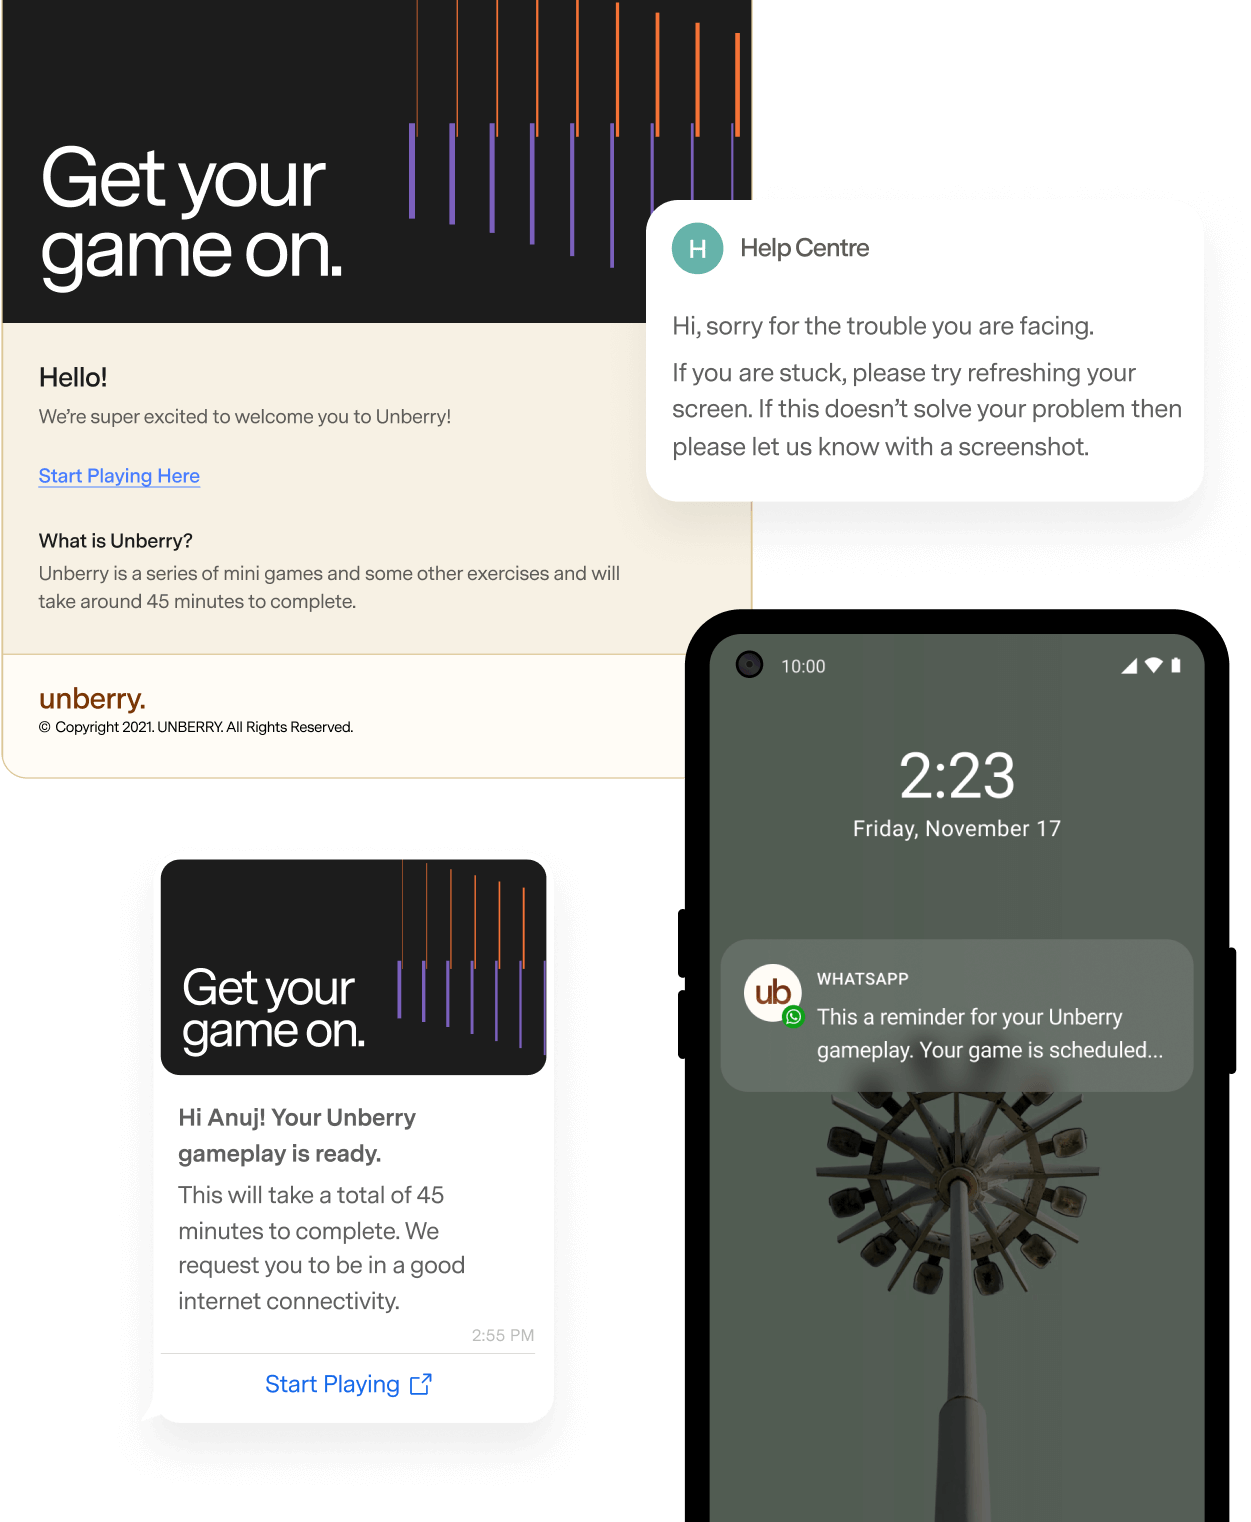 Get your
game on.
H
Help Centre
Hi, sorry for the trouble you are facing.
If you are stuck, please try refreshing your
screen. If this doesn’t solve your problem then
please let us know with a screenshot.
Hello!
We’re super excited to welcome you to Unberry!
Start Playing Here
What is Unberry?
Unberry is a series of mini games and some other exercises and will
take around 45 minutes to complete.
unberry.
© Copyright 2021. UNBERRY. All Rights Reserved.
10:00
2:23
Friday, November 17
ub
WHATSAPP
This a reminder for your Unberry
gameplay. Your game is scheduled...
Get your
game on.
Hi Anuj! Your Unberry
gameplay is ready.
This will take a total of 45
minutes to complete. We
request you to be in a good
internet connectivity.
2:55 PM
Start Playing